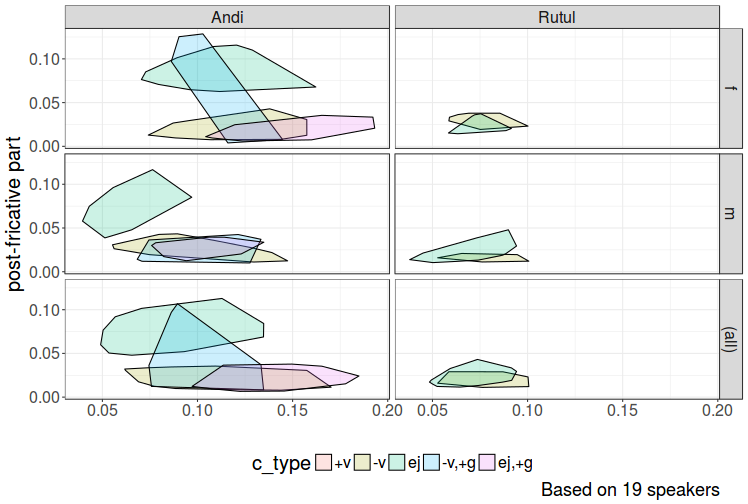 Andi Rutul
0.10
0.05
0.00
f
0.10
0.05
0.00
m
0.10
0.05
0.00
(all)
post-fricative part
0.05 0.10 0.15 0.20 0.05 0.10 0.15 0.20
c_type +v -v ej -v,+g ej,+g
Based on 19 speakers